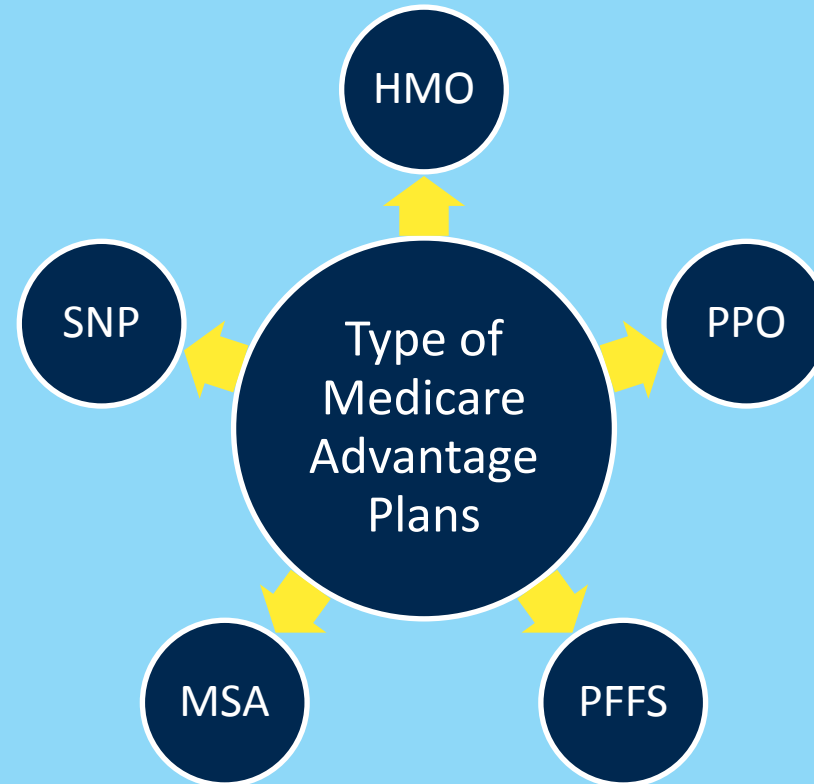 HMO
SNP
PPO
Type of
Medicare
Advantage
Plans
MSA
PFFS